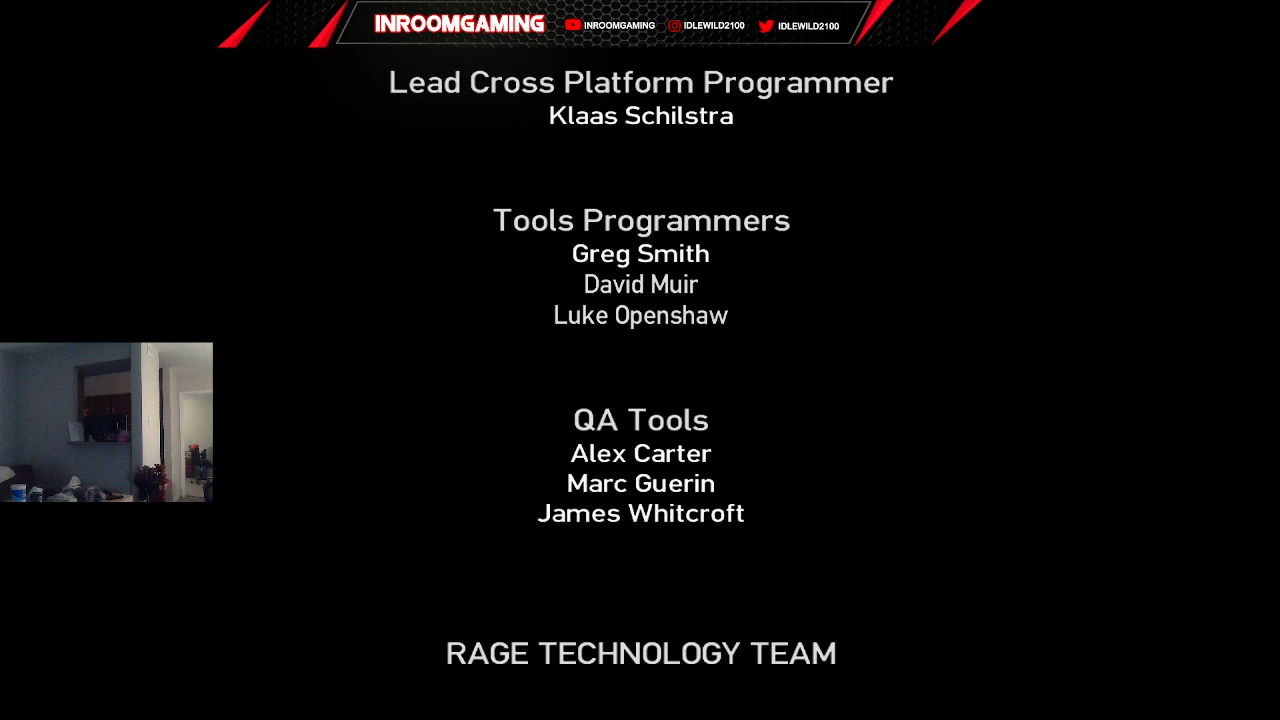 INROOMGAMING INROOMGAMING IDLEWILD2100 IDLEWILD2100
Lead Cross Platform Programmer
Klaas Schilstra
Tools Programmers
Greg Smith
David Muir
Luke Openshaw
QA Tools
Alex Carter
Marc Guerin
James Whitcroft
RAGE TECHNOLOGY TEAM